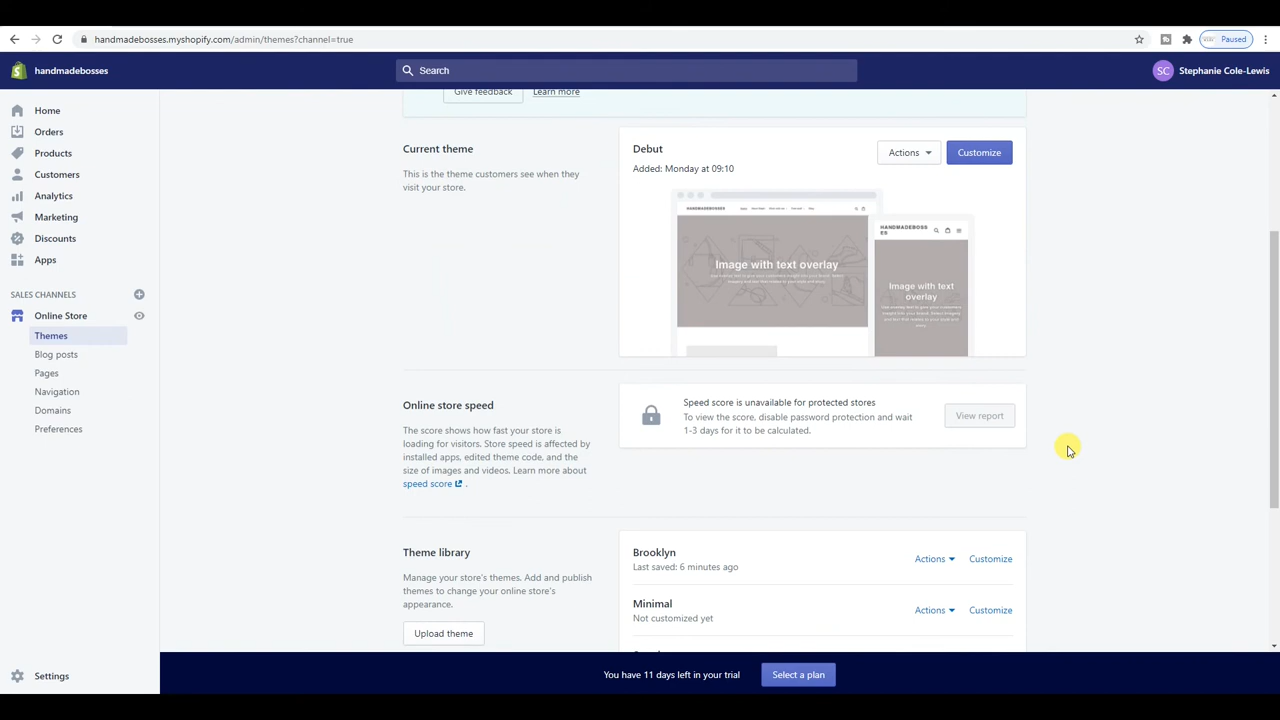 handmadebosses.myshopify.com/admin/themes?channel=true
Paused
handmadebosses
Search
SC
Stephanie Cole-Lewis
Home
Orders
Products
Customers
Analytics
Marketing
Discounts
Apps
SALES CHANNELS
Online Store
Themes
Blog posts
Pages
Navigation
Domains
Preferences
Settings
Give feedback
Learn more
Current theme
This is the theme customers see when they
visit your store.
Debut
Added: Monday at 09:10
Actions
Customize
HANDMADEBOSSES
Image with text overlay
HANDMADEBOSS
ES
Image with text
overlay
Online store speed
The score shows how fast your store is
loading for visitors. Store speed is affected by
installed apps, edited theme code, and the
size of images and videos. Learn more about
speed score .
Speed score is unavailable for protected stores
To view the score, disable password protection and wait
1-3 days for it to be calculated.
View report
Theme library
Manage your store's themes. Add and publish
themes to change your online store's
appearance.
Upload theme
Brooklyn
Last saved: 6 minutes ago
Actions
Customize
Minimal
Not customized yet
Actions
Customize
You have 11 days left in your trial
Select a plan